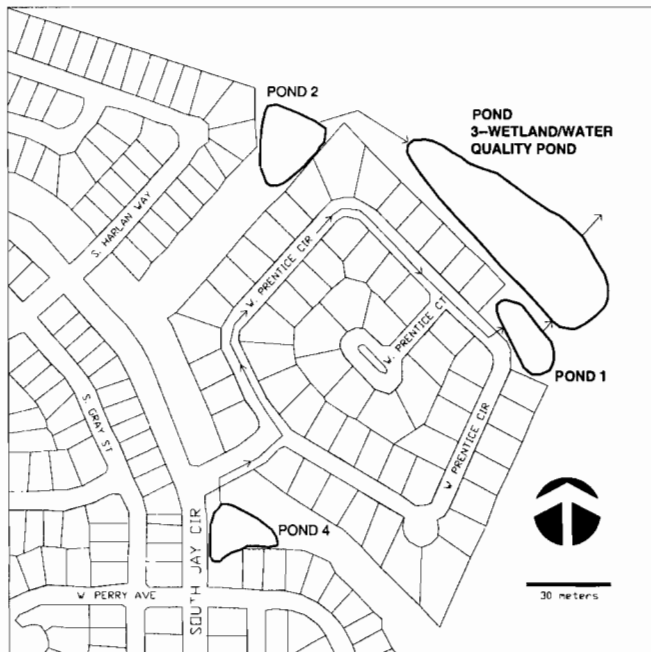 POND 2
POND
3–WETLAND/WATER
QUALITY POND
S. HARLAN WAY
W. PRENTICE CIR
W. PRENTICE CT
POND 1
S. GRAY ST
W PRENTICE CIR
SOUTH JAY CIR
POND 4
W PERRY AVE
30 meters